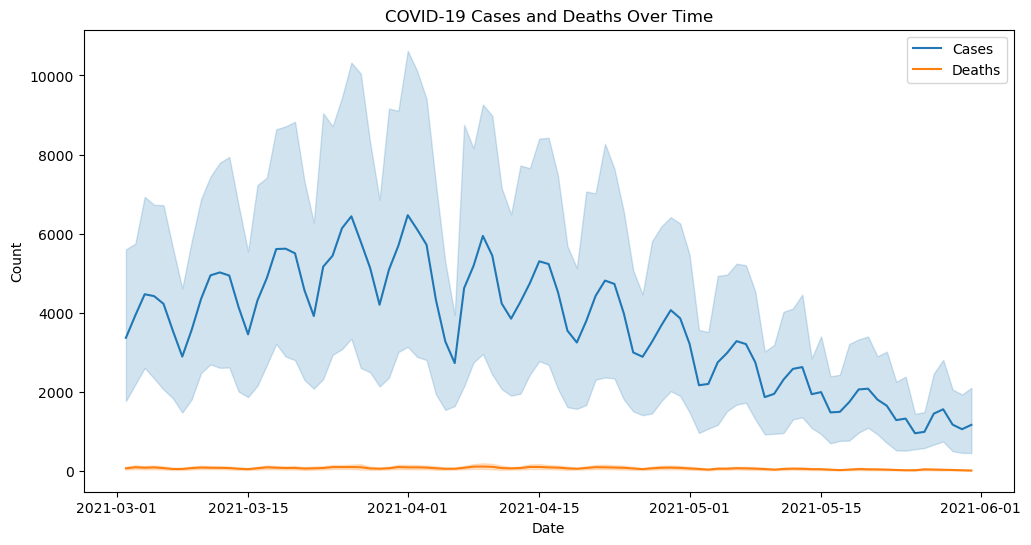 COVID-19 Cases and Deaths Over Time
Cases
Deaths
Count
10000
8000
6000
4000
2000
0
2021-03-01
2021-03-15
2021-04-01
2021-04-15
2021-05-01
2021-05-15
2021-06-01
Date